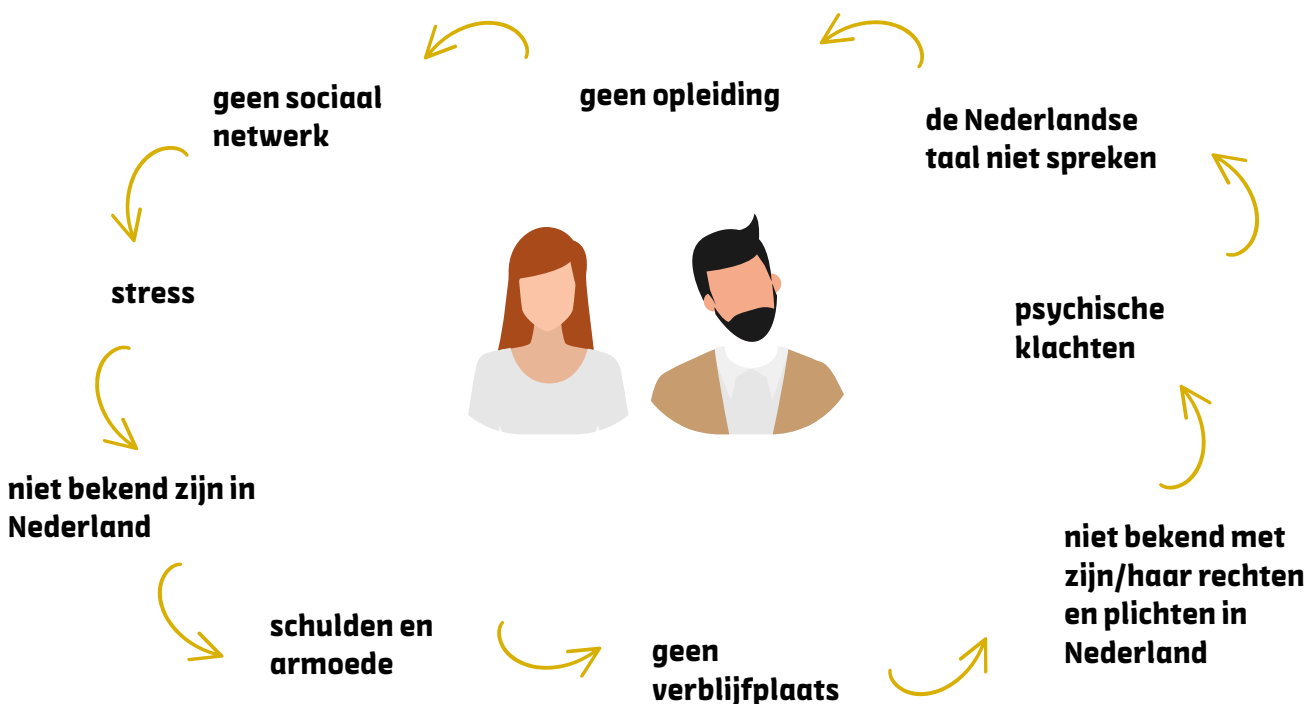 geen sociaal
netwerk
geen opleiding
de Nederlandse
taal niet spreken
stress
psychische
klachten
niet bekend zijn in
Nederland
schulden en
armoede
geen
verblijfplaats
niet bekend met
zijn/haar rechten
en plichten in
Nederland